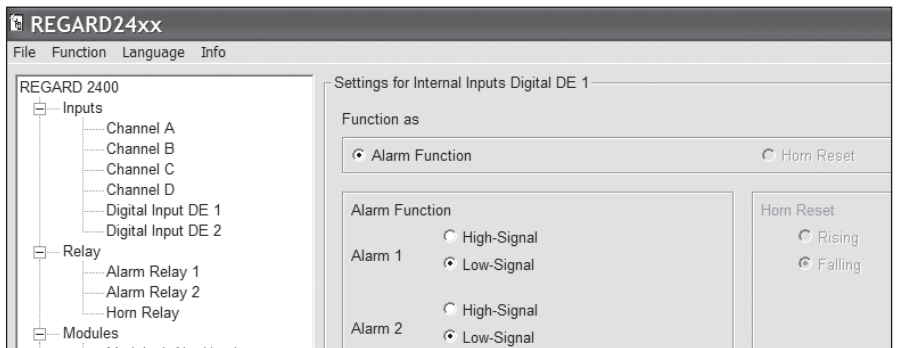 REGARD24xx
File Function Language Info
REGARD 2400
Inputs
Channel A
Channel B
Channel C
Channel D
Digital Input DE 1
Digital Input DE 2
Relay
Alarm Relay 1
Alarm Relay 2
Horn Relay
Modules
Settings for Internal Inputs Digital DE 1
Function as
Alarm Function
Horn Reset
Alarm Function
Alarm 1
High-Signal
Low-Signal
Alarm 2
High-Signal
Low-Signal
Horn Reset
Rising
Falling